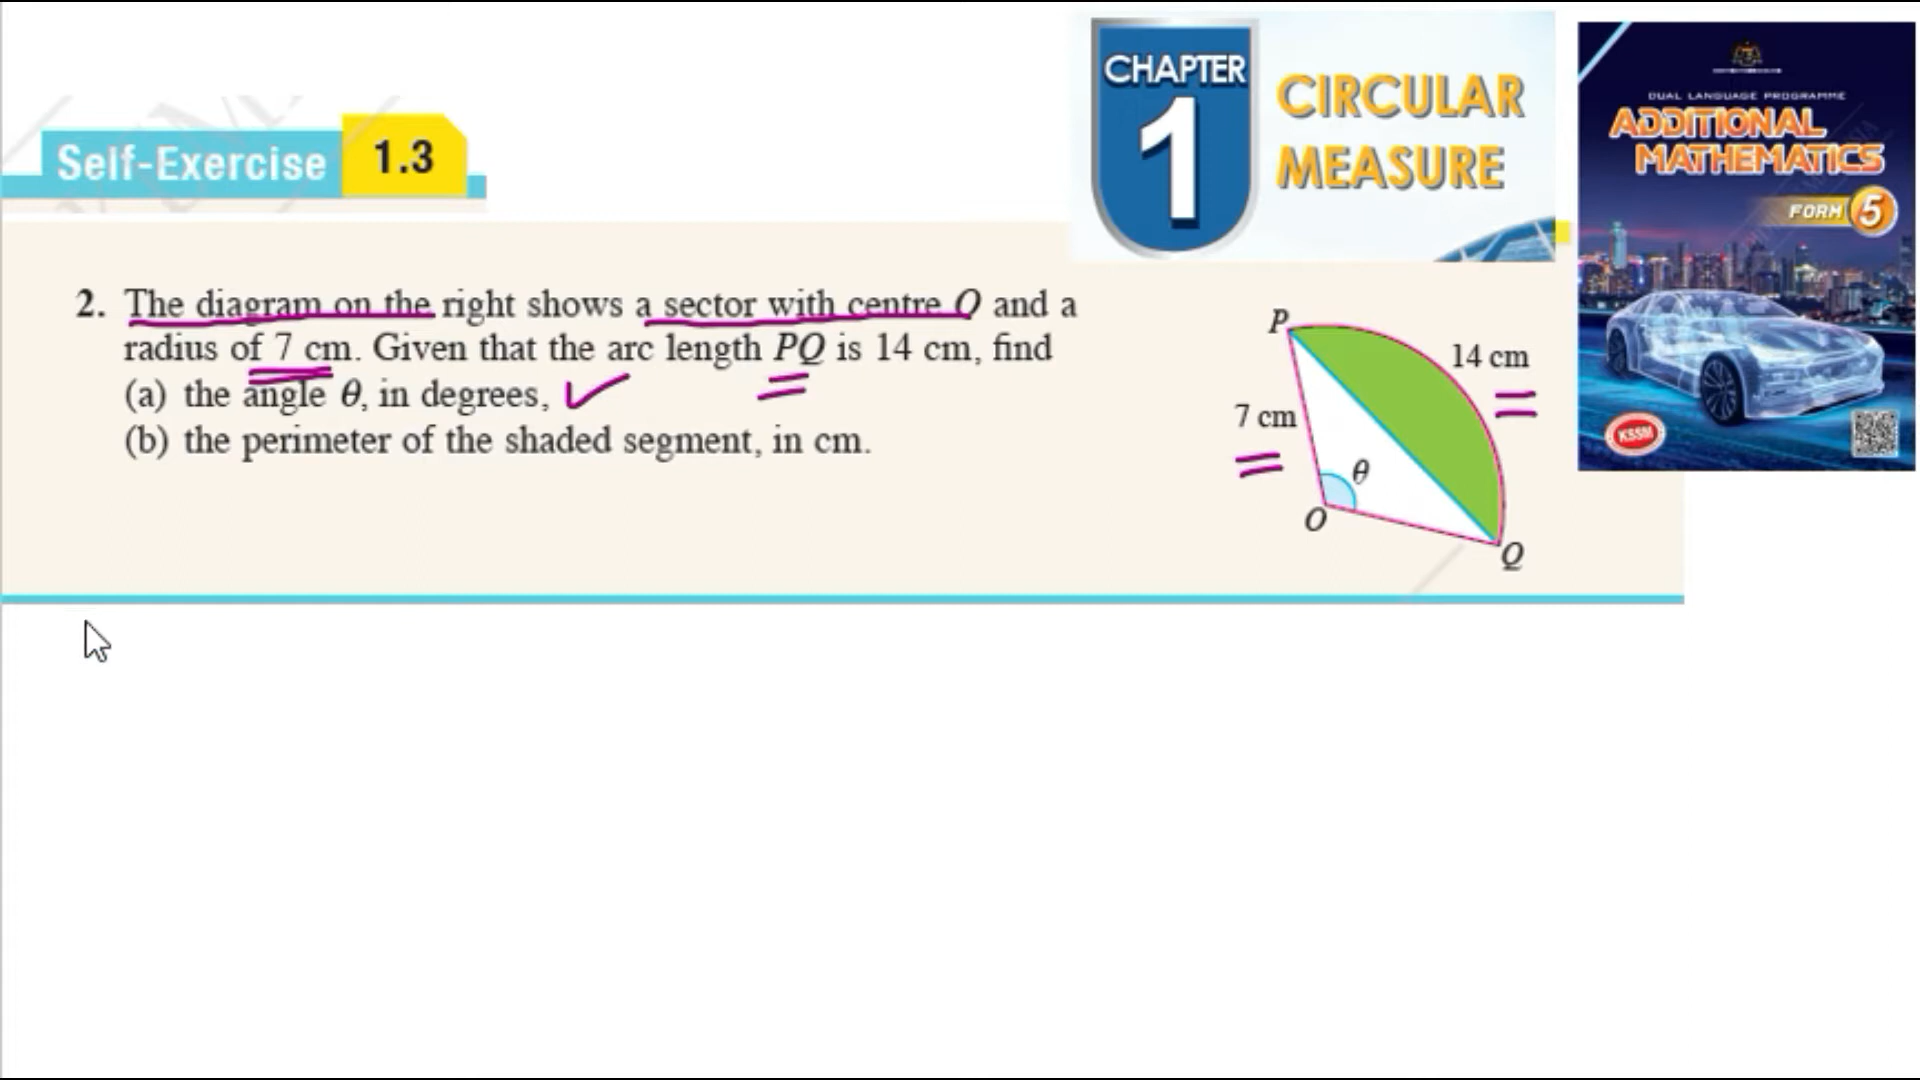 CHAPTER
1
CIRCULAR
MEASURE
DUAL LANGUAGE PROGRAMME
ADDITIONAL
MATHEMATICS
FORM 5
KSSM
Self-Exercise 1.3
2. The diagram on the right shows a sector with centre O and a
radius of 7 cm. Given that the arc length PQ is 14 cm, find
(a) the angle θ, in degrees,
(b) the perimeter of the shaded segment, in cm.
P
14 cm
7 cm
θ
O
Q